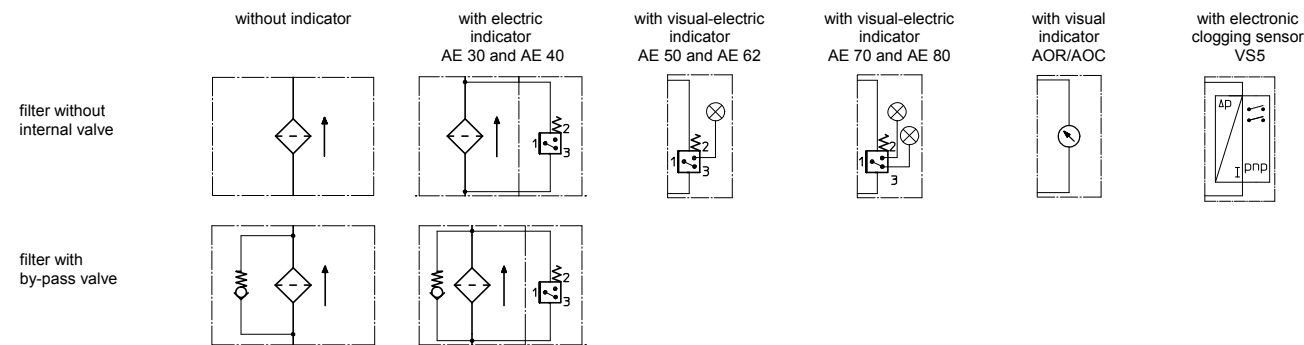 without indicator
with electric
indicator
AE 30 and AE 40
with visual-electric
indicator
AE 50 and AE 62
with visual-electric
indicator
AE 70 and AE 80
with visual
indicator
AOR/AOC
with electronic
clogging sensor
VS5
filter without
internal valve
1 2
3
1 2
3
1 2
3
Δp
I pnp
filter with
by-pass valve
1 2
3